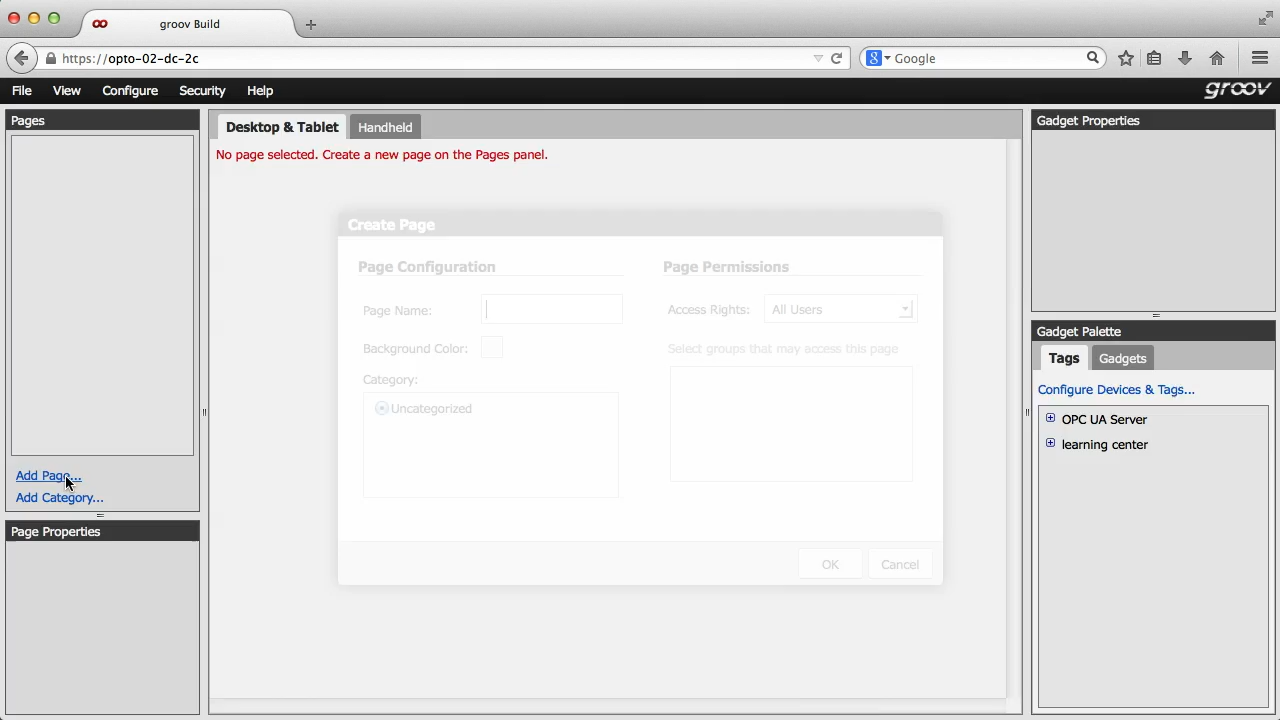 groov Build
https://opto-02-dc-2c
Google
File View Configure Security Help
groov
Pages
Add Page...
Add Category...
Page Properties
Desktop & Tablet Handheld
No page selected. Create a new page on the Pages panel.
Create Page
Page Configuration
Page Name:
Background Color:
Category:
Uncategorized
Page Permissions
Access Rights: All Users
Select groups that may access this page
OK Cancel
Gadget Properties
Gadget Palette
Tags Gadgets
Configure Devices & Tags...
OPC UA Server
learning center